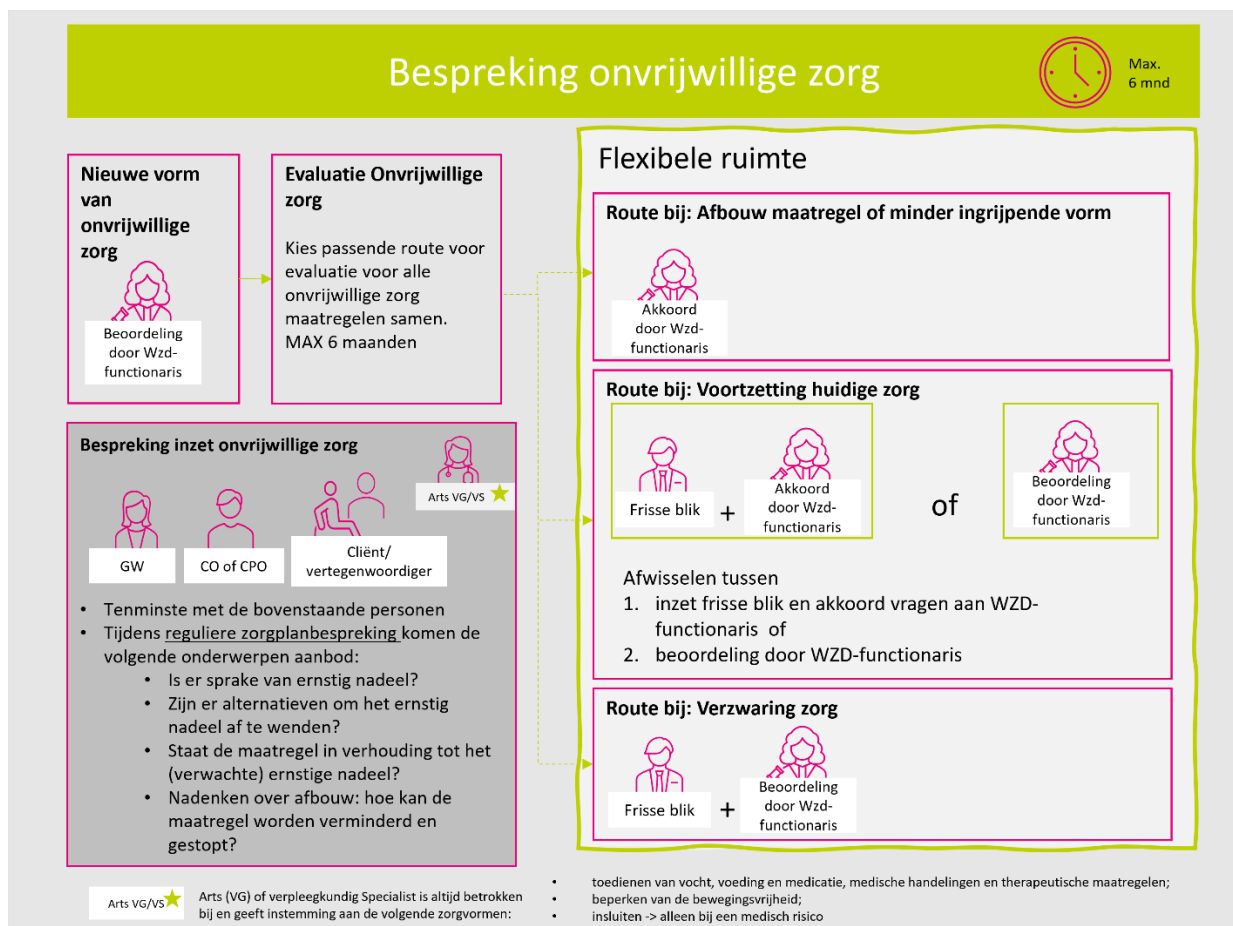 Bespreking onvrijwillige zorg
Max.
6 mnd
Nieuwe vorm
van
onvrijwillige
zorg
Beoordeling
door Wzd-
functionaris
Evaluatie Onvrijwillige
zorg
Kies passende route voor
evaluatie voor alle
onvrijwillige zorg
maatregelen samen.
MAX 6 maanden
Bespreking inzet onvrijwillige zorg
Arts VG/VS
GW
CO of CPO
Cliënt/
vertegenwoordiger
• Tenminste met de bovenstaande personen
• Tijdens reguliere zorgplanbespreking komen de
volgende onderwerpen aanbod:
• Is er sprake van ernstig nadeel?
• Zijn er alternatieven om het ernstig
nadeel af te wenden?
• Staat de maatregel in verhouding tot het
(verwachte) ernstige nadeel?
• Nadenken over afbouw: hoe kan de
maatregel worden verminderd en
gestopt?
Flexibele ruimte
Route bij: Afbouw maatregel of minder ingrijpende vorm
Akkoord
door Wzd-
functionaris
Route bij: Voortzetting huidige zorg
Frisse blik
+
Akkoord
door Wzd-
functionaris
of
Beoordeling
door Wzd-
functionaris
Afwisselen tussen
1. inzet frisse blik en akkoord vragen aan WZD-
functionaris of
2. beoordeling door WZD-functionaris
Route bij: Verzwaring zorg
Frisse blik
+
Beoordeling
door Wzd-
functionaris
Arts VG/VS
Arts (VG) of verpleegkundig Specialist is altijd betrokken
bij en geeft instemming aan de volgende zorgvormen:
• toedienen van vocht, voeding en medicatie, medische handelingen en therapeutische maatregelen;
• beperken van de bewegingsvrijheid;
• insluiten -> alleen bij een medisch risico